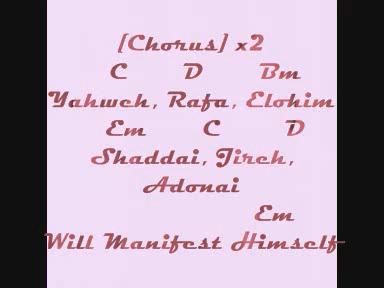 [Chorus] x2
C D Bm
Yahweh, Rafa, Elohim
Em C D
Shaddai, Jireh,
Adonai
Em
Will Manifest Himself